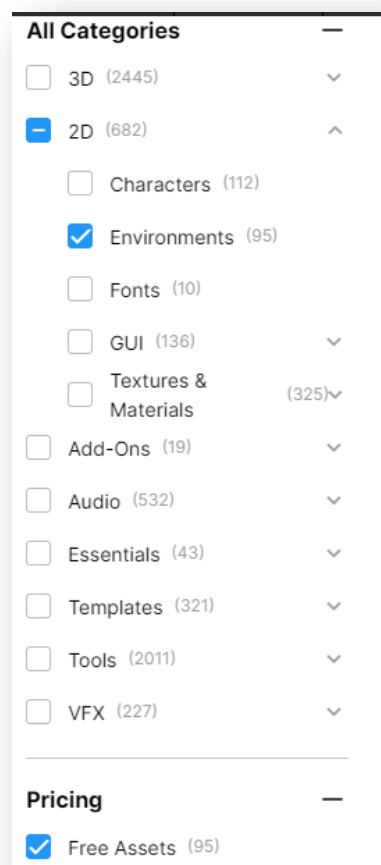 All Categories
3D (2445)
2D (682)
Characters (112)
Environments (95)
Fonts (10)
GUI (136)
Textures &
Materials (325)
Add-Ons (19)
Audio (532)
Essentials (43)
Templates (321)
Tools (2011)
VFX (227)
Pricing
Free Assets (95)